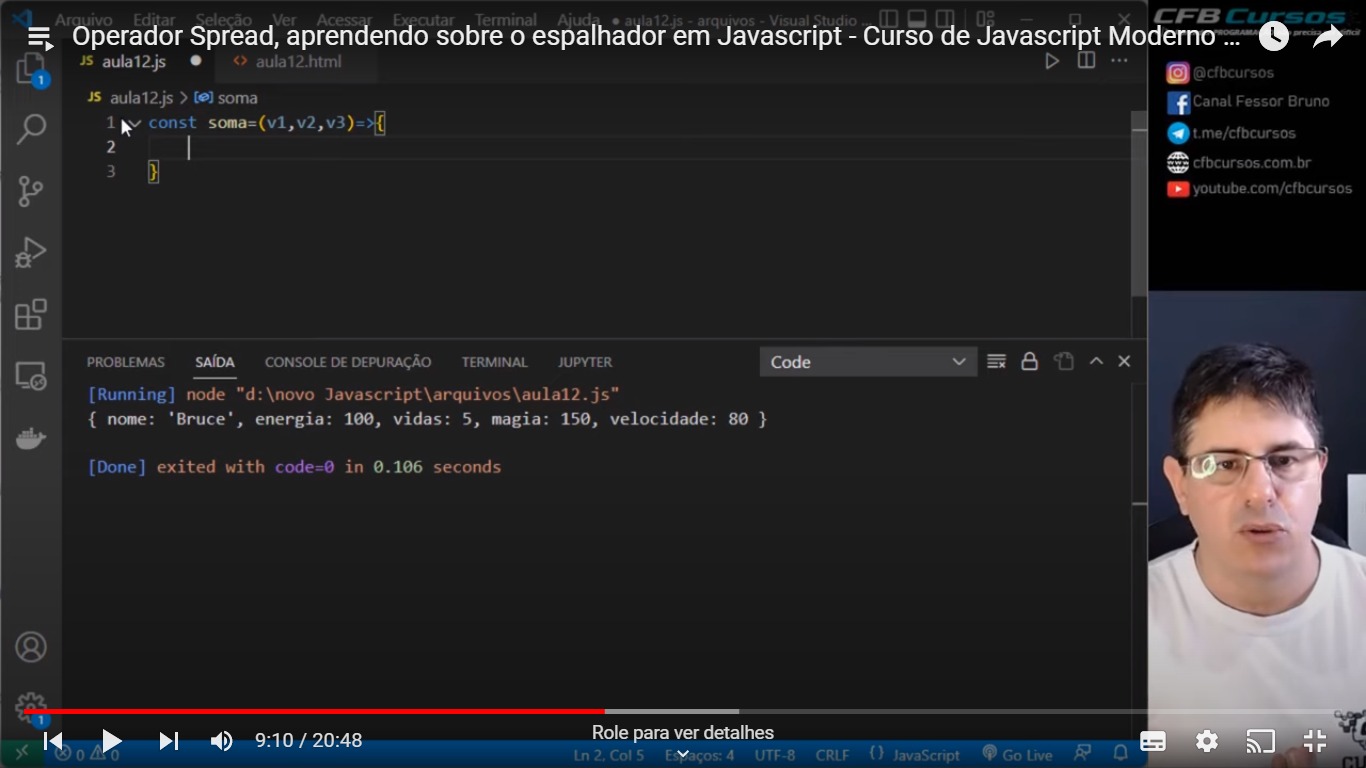 Arquivo Editar Seleção Ver Acessar Executar Terminal Ajuda ● aula12.js - arquivos - Visual Studio ...
CFB Cursos
Operador Spread, aprendendo sobre o espalhador em Javascript - Curso de Javascript Moderno ...
JS aula12.js ● <> aula12.html
1
@cfbcursos
JS aula12.js > soma
Canal Fessor Bruno
1 const soma=(v1,v2,v3)=>{
t.me/cfbcursos
2
cfbcursos.com.br
3 }
youtube.com/cfbcursos
PROBLEMAS SAÍDA CONSOLE DE DEPURAÇÃO TERMINAL JUPYTER Code
[Running] node "d:\novo Javascript\arquivos\aula12.js"
{ nome: 'Bruce', energia: 100, vidas: 5, magia: 150, velocidade: 80 }
[Done] exited with code=0 in 0.106 seconds
1
9:10 / 20:48
Role para ver detalhes
0 0 Ln 2, Col 5 Espaços: 4 UTF-8 CRLF {} JavaScript Go Live